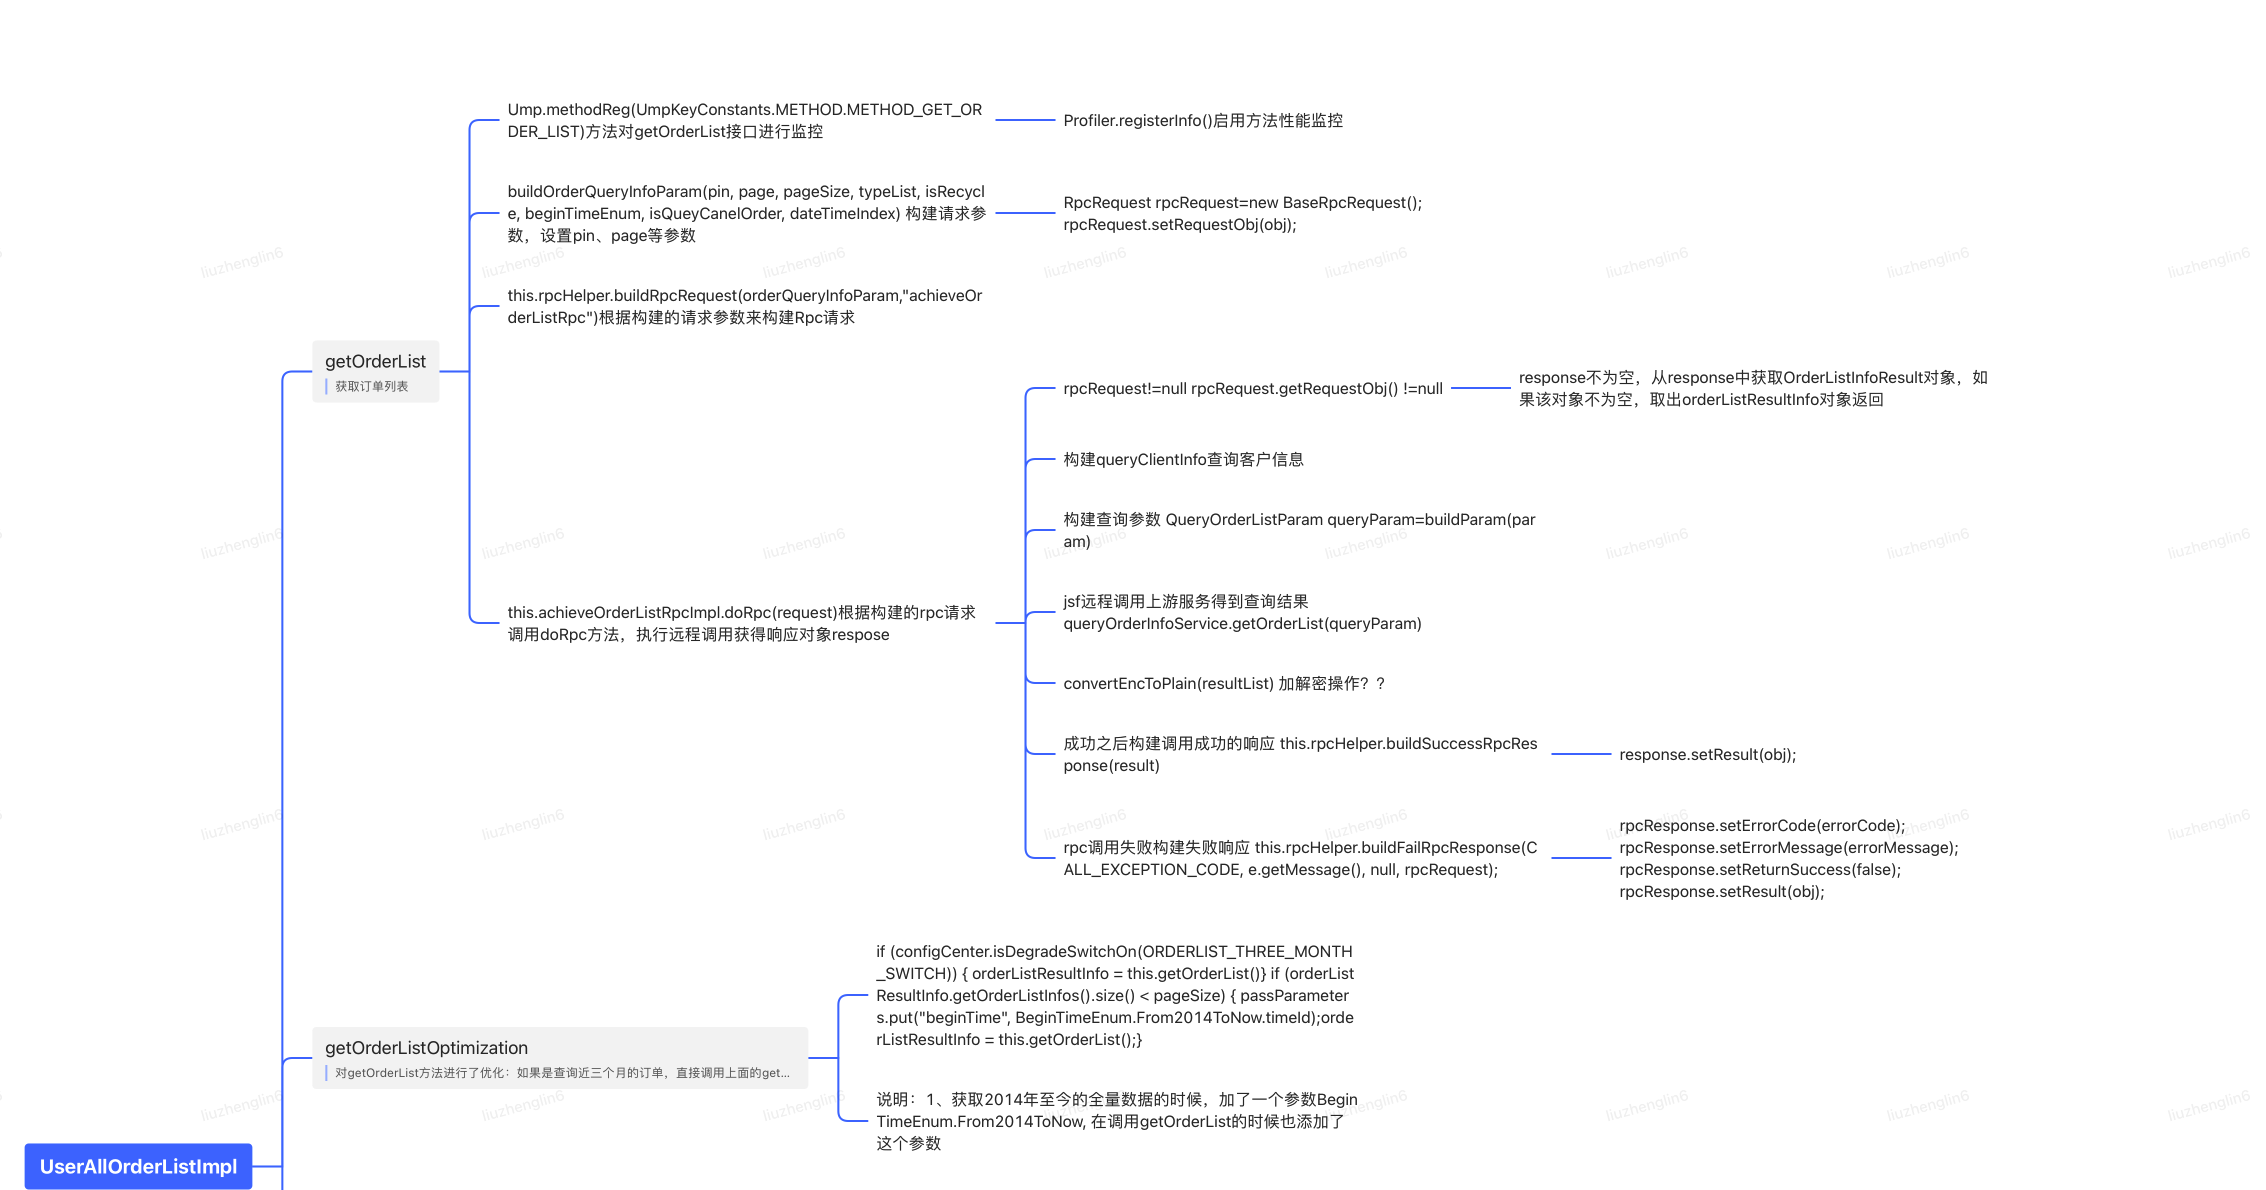 Ump.methodReg(UmpKeyConstants.METHOD.METHOD_GET_OR
DER_LIST)方法对getOrderList接口进行监控
Profiler.registerInfo()启用方法性能监控
buildOrderQueryInfoParam(pin, page, pageSize, typeList, isRecycl
e, beginTimeEnum, isQueyCanelOrder, dateTimeIndex) 构建请求参
数，设置pin、page等参数
RpcRequest rpcRequest=new BaseRpcRequest();
rpcRequest.setRequestObj(obj);
this.rpcHelper.buildRpcRequest(orderQueryInfoParam,"achieveOr
derListRpc")根据构建的请求参数来构建Rpc请求
getOrderList
获取订单列表
this.achieveOrderListRpcImpl.doRpc(request)根据构建的rpc请求
调用doRpc方法，执行远程调用获得响应对象respose
rpcRequest!=null rpcRequest.getRequestObj() !=null
response不为空，从response中获取OrderListInfoResult对象，如
果该对象不为空，取出orderListResultInfo对象返回
构建queryClientInfo查询客户信息
构建查询参数 QueryOrderListParam queryParam=buildParam(par
am)
jsf远程调用上游服务得到查询结果
queryOrderInfoService.getOrderList(queryParam)
convertEncToPlain(resultList) 加解密操作？？
成功之后构建调用成功的响应 this.rpcHelper.buildSuccessRpcRes
ponse(result)
response.setResult(obj);
rpc调用失败构建失败响应 this.rpcHelper.buildFailRpcResponse(C
ALL_EXCEPTION_CODE, e.getMessage(), null, rpcRequest);
rpcResponse.setErrorCode(errorCode);
rpcResponse.setErrorMessage(errorMessage);
rpcResponse.setReturnSuccess(false);
rpcResponse.setResult(obj);
getOrderListOptimization
对getOrderList方法进行了优化：如果是查询近三个月的订单，直接调用上面的get...
if (configCenter.isDegradeSwitchOn(ORDERLIST_THREE_MONTH
_SWITCH)) { orderListResultInfo = this.getOrderList()} if (orderList
ResultInfo.getOrderListInfos().size() < pageSize) { passParameter
s.put("beginTime", BeginTimeEnum.From2014ToNow.timeId);orde
rListResultInfo = this.getOrderList();}
说明：1、获取2014年至今的全量数据的时候，加了一个参数Begin
TimeEnum.From2014ToNow, 在调用getOrderList的时候也添加了
这个参数
UserAllOrderListImpl
liuzhenglin6